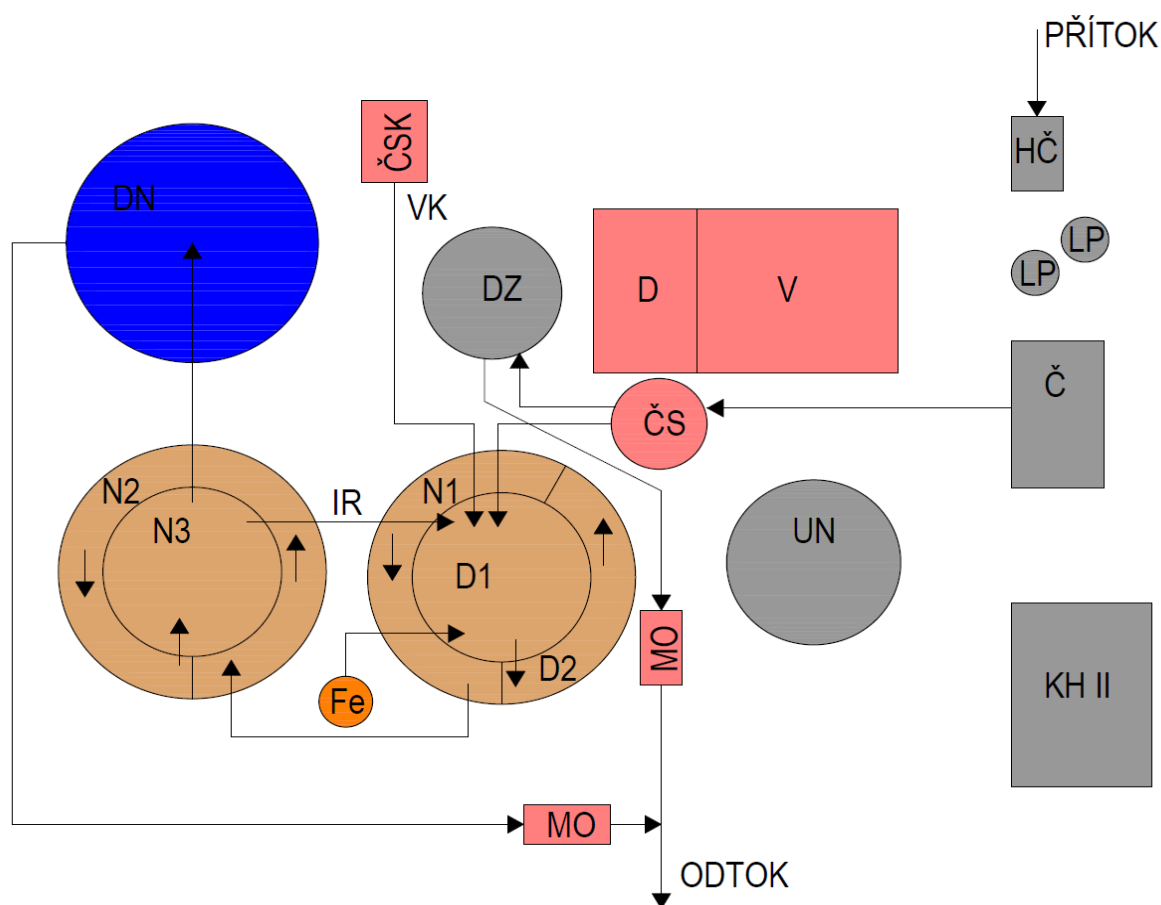 PŘÍTOK
HČ
LP
LP
Č
KH II
ČSK
VK
DN
DZ
D
V
ČS
N2
N3
IR
N1
D1
D2
UN
Fe
MO
MO
ODTOK